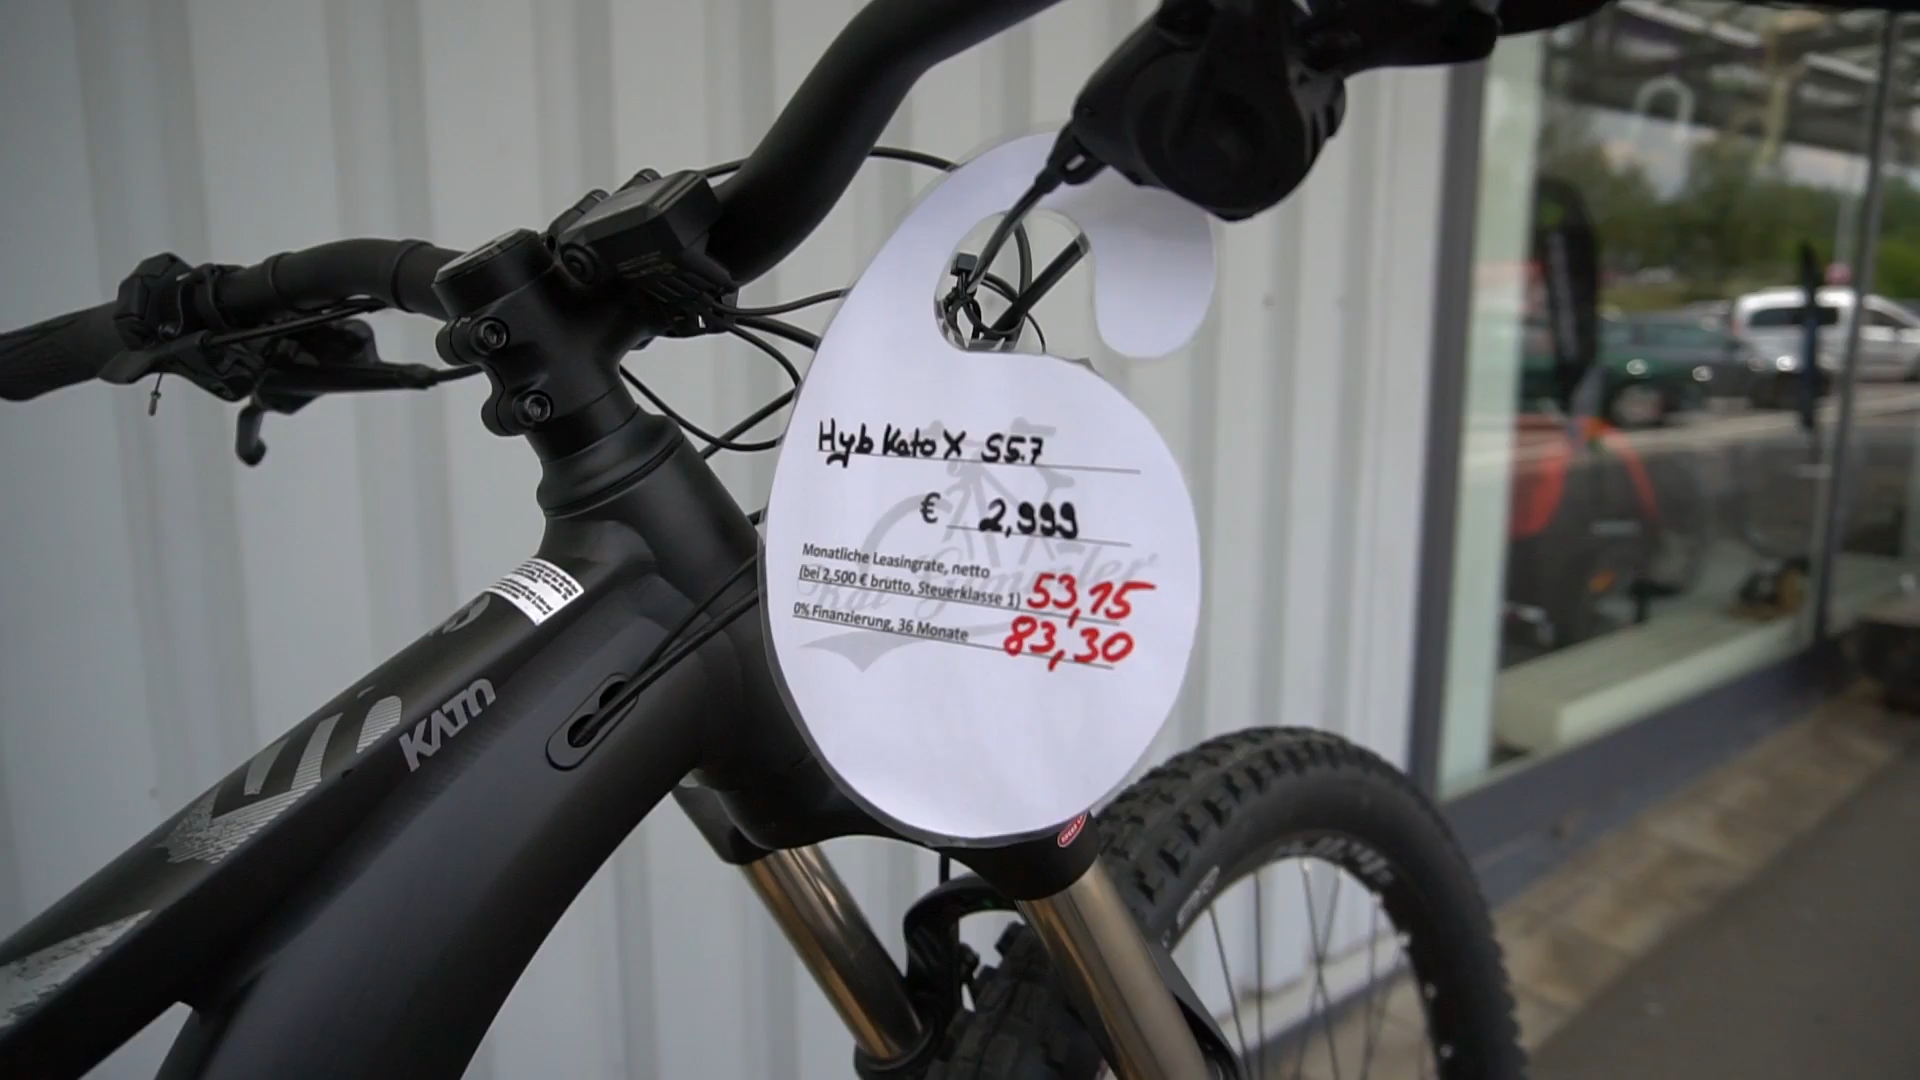 Hyb Kato X S5.7
€ 2,999
Monatliche Leasingrate, netto
(bei 2.500 € brutto, Steuerklasse 1) 53,15
0% Finanzierung, 36 Monate 83,30
KATO